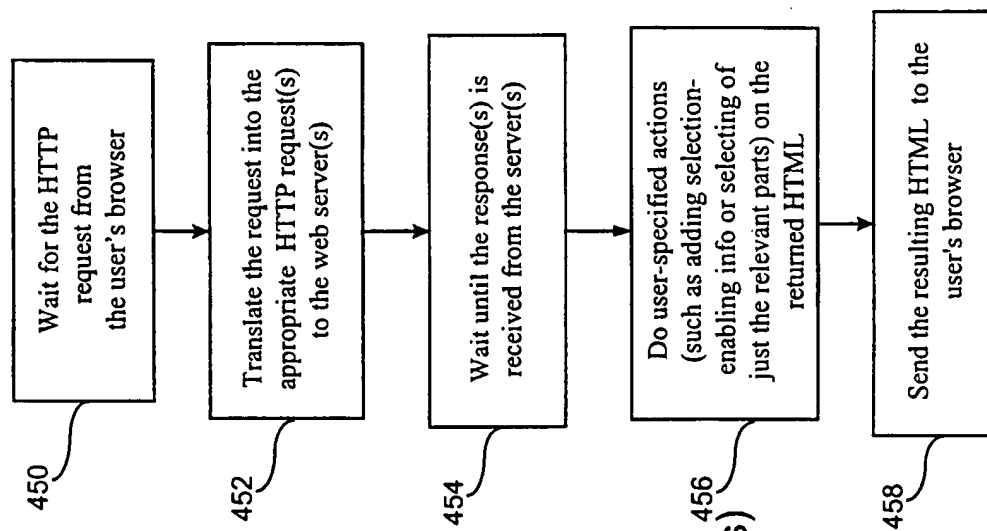 450
Wait for the HTTP
request from
the user's browser
452
Translate the request into the
appropriate HTTP request(s)
to the web server(s)
454
Wait until the response(s) is
received from the server(s)
456
Do user-specified actions
(such as adding selection-
enabling info or selecting of
just the relevant parts) on the
returned HTML
458
Send the resulting HTML to the
user's browser
s)